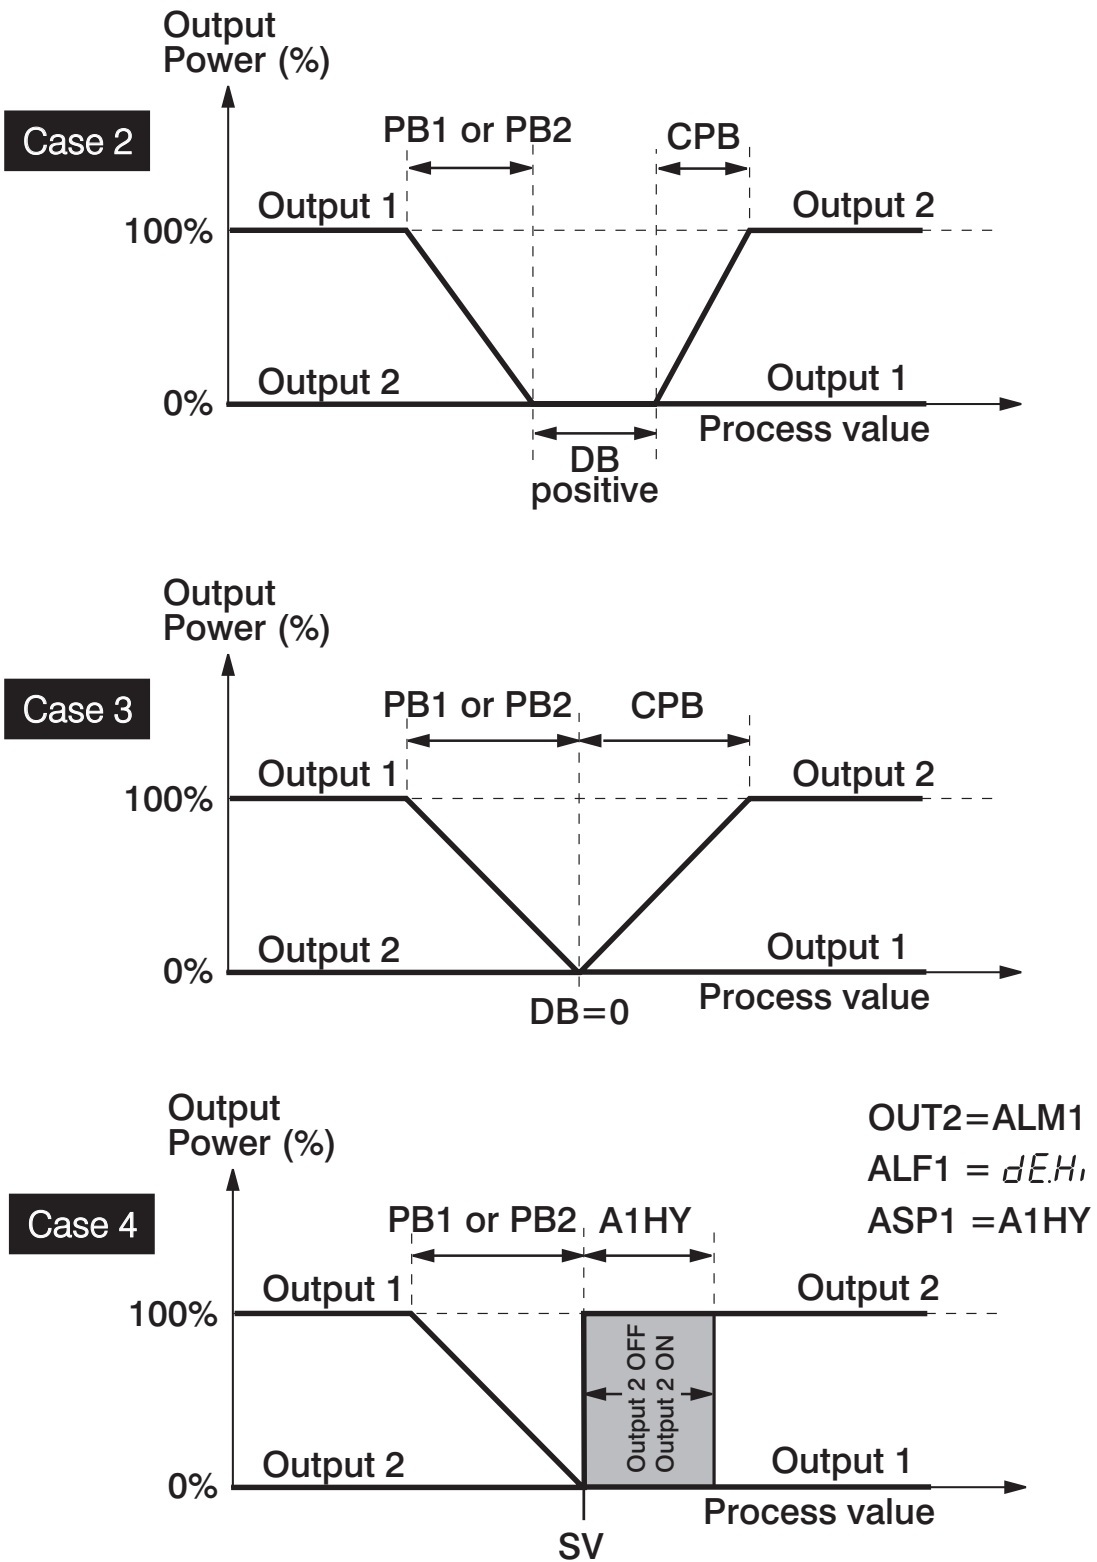 Output
Power (%)
Case 2
PB1 or PB2
CPB
Output 1
Output 2
100%
Output 2
Output 1
0%
Process value
DB
positive
Output
Power (%)
Case 3
PB1 or PB2
CPB
Output 1
Output 2
100%
Output 2
Output 1
0%
Process value
DB=0
Output
Power (%)
OUT2=ALM1
ALF1 = dE.Hi
ASP1 =A1HY
Case 4
PB1 or PB2
A1HY
Output 1
Output 2
100%
Output 2 OFF
Output 2 ON
Output 2
Output 1
0%
Process value
SV